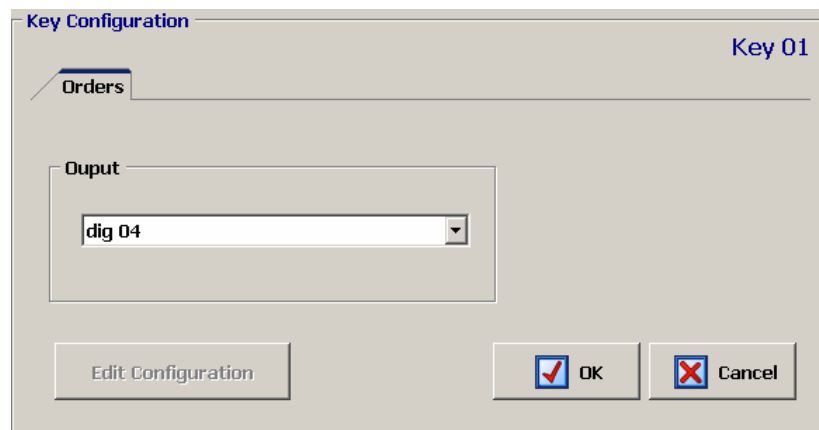 Key Configuration
Key 01
Orders
Ouput
dig 04
Edit Configuration
OK
Cancel